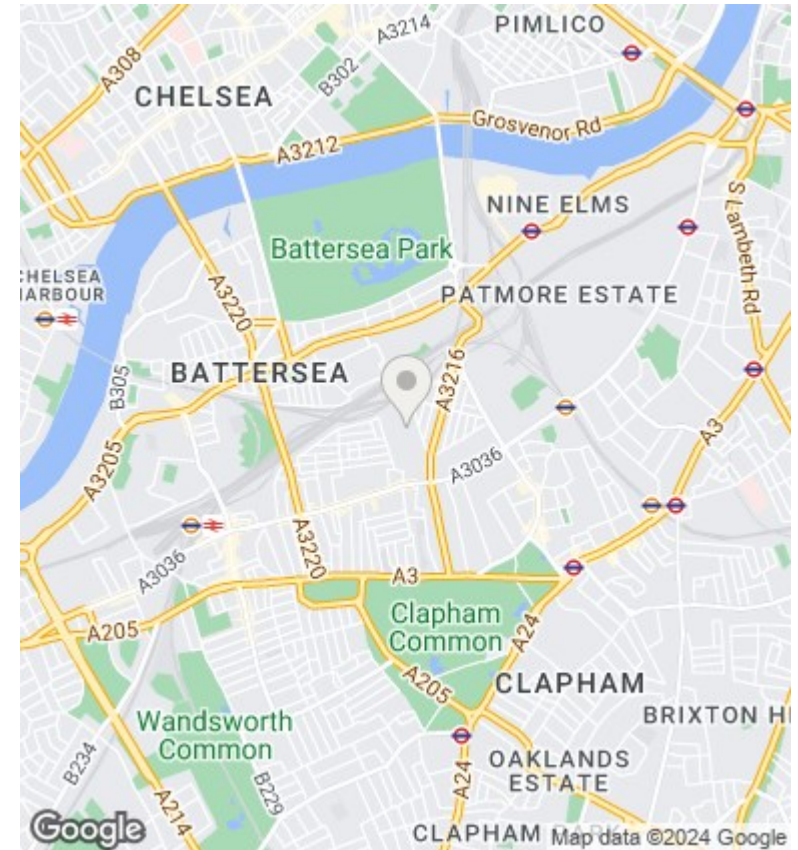 PIMLICO
A3214
A308
B302
CHELSEA
Grosvenor Rd
A3212
NINE ELMS
S Lambeth Rd
Battersea Park
CHELSEA
HARBOUR
A3220
PATMORE ESTATE
BATTERSEA
B305
A3216
A3
A3205
A3036
A3220
A3036
A3
A205
Clapham
Common
A24
A205
CLAPHAM
Wandsworth
Common
BRIXTON HI
B234
B229
OAKLANDS
ESTATE
A24
A214
Google
CLAPHAM
Map data ©2024 Google